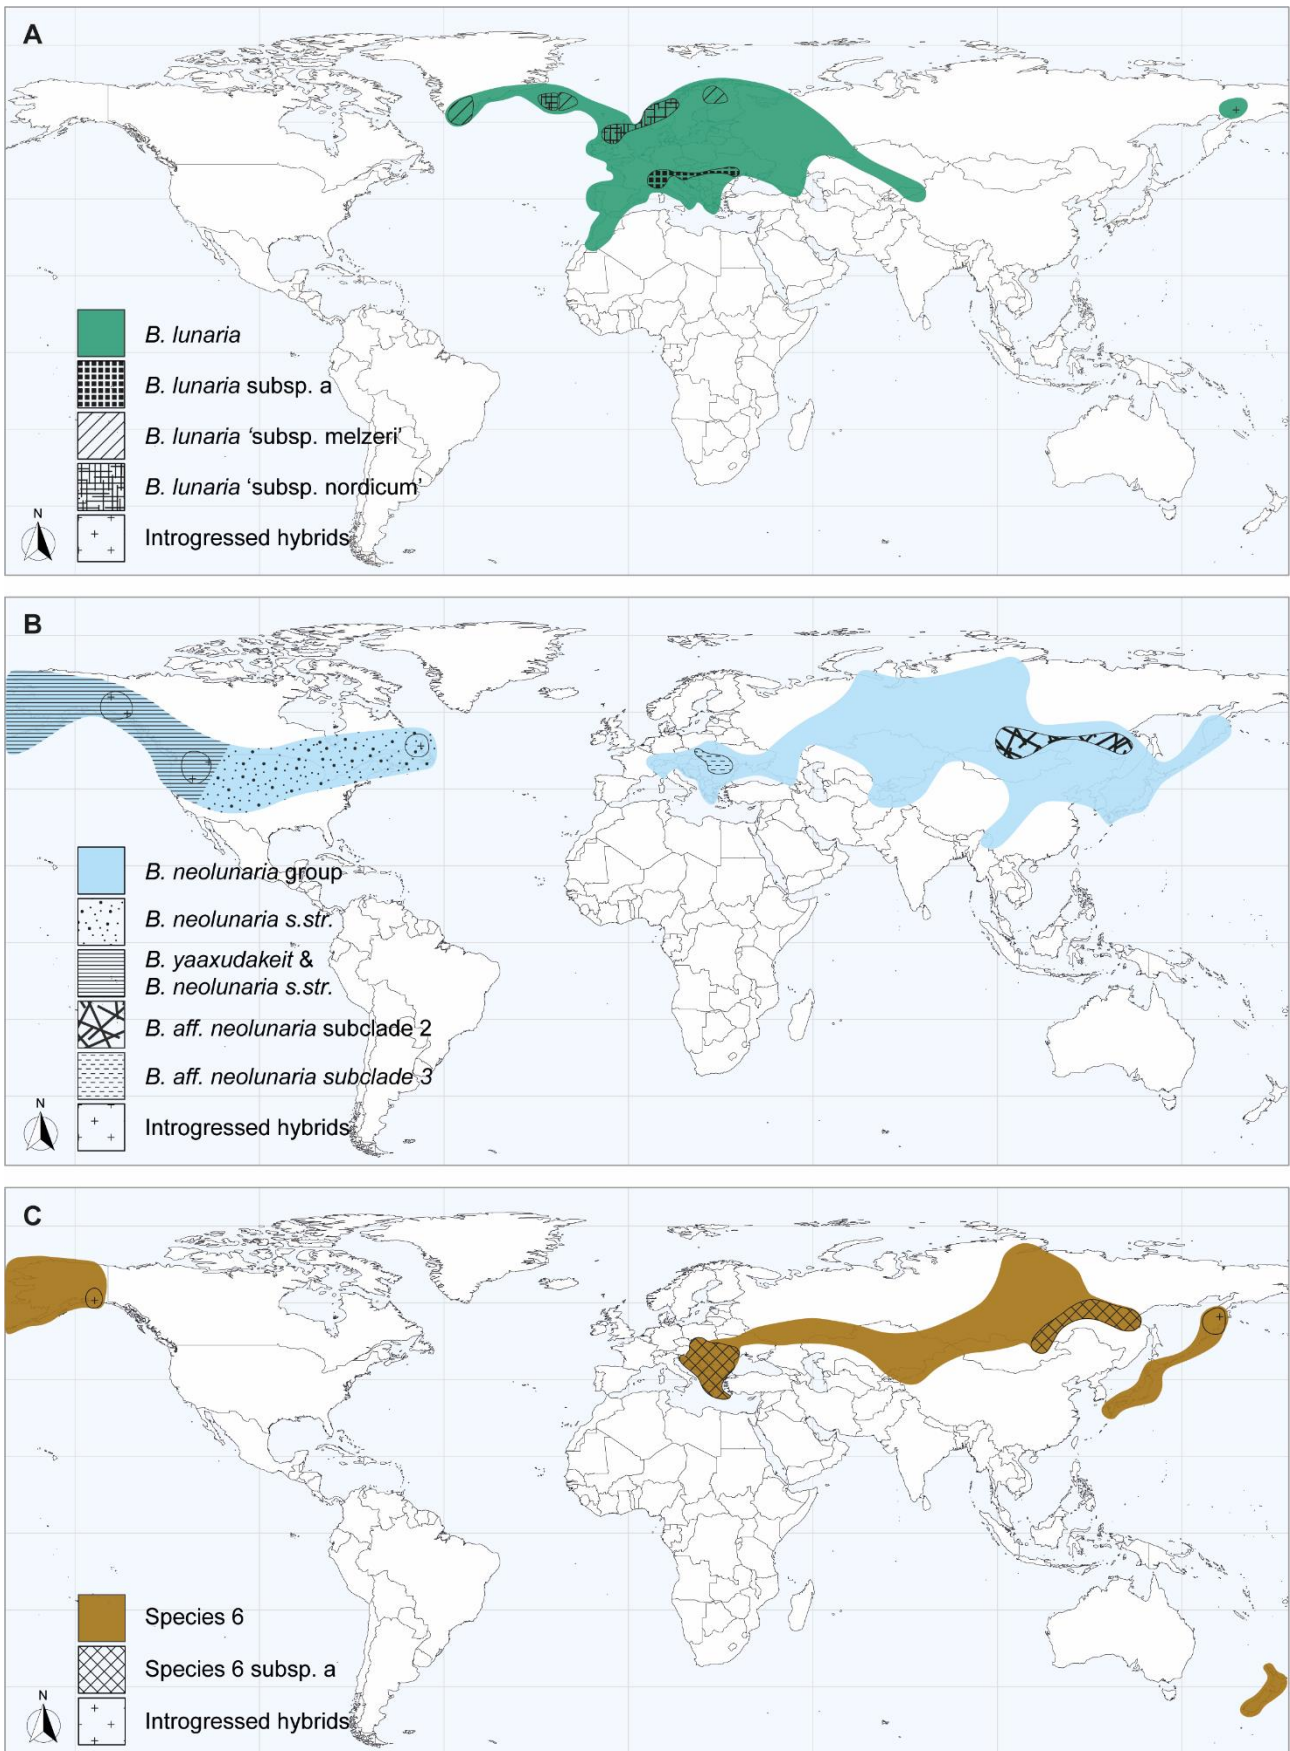 A
B. lunaria
B. lunaria subsp. a
B. lunaria ‘subsp. melzeri’
B. lunaria ‘subsp. nordicum’
N
Introgressed hybrids
B
B. neolunaria group
B. neolunaria s.str.
B. yaaxudakeit &
B. neolunaria s.str.
B. aff. neolunaria subclade 2
B. aff. neolunaria subclade 3
N
Introgressed hybrids
C
Species 6
Species 6 subsp. a
N
Introgressed hybrids